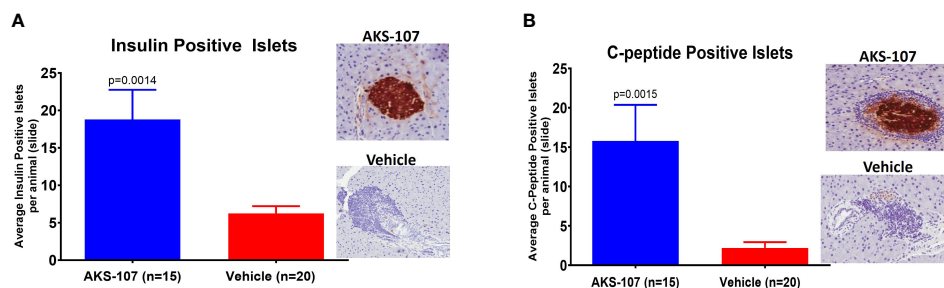 A
Insulin Positive Islets
AKS-107
Average Insulin Positive Islets
per animal (slide)
25
20
15
10
5
0
p=0.0014
Vehicle
AKS-107 (n=15)
Vehicle (n=20)
B
C-peptide Positive Islets
AKS-107
Average C-Peptide Positive Islets
per animal (slide)
25
20
15
10
5
0
p=0.0015
Vehicle
AKS-107 (n=15)
Vehicle (n=20)